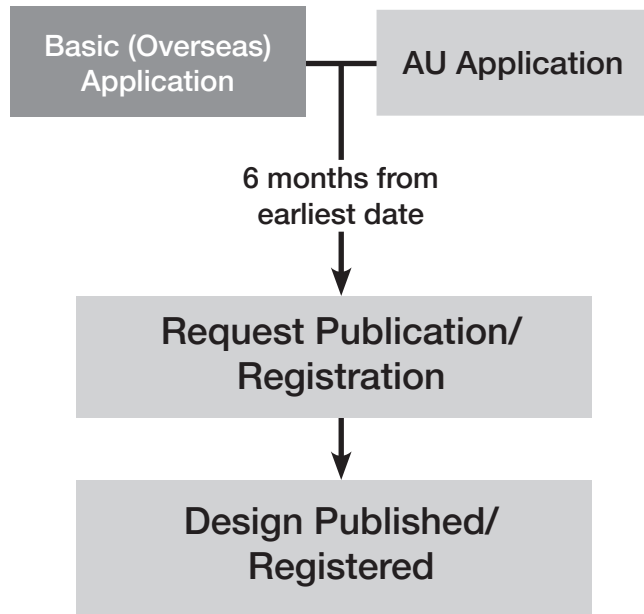 Basic (Overseas)
Application
AU Application
6 months from
earliest date
Request Publication/
Registration
Design Published/
Registered